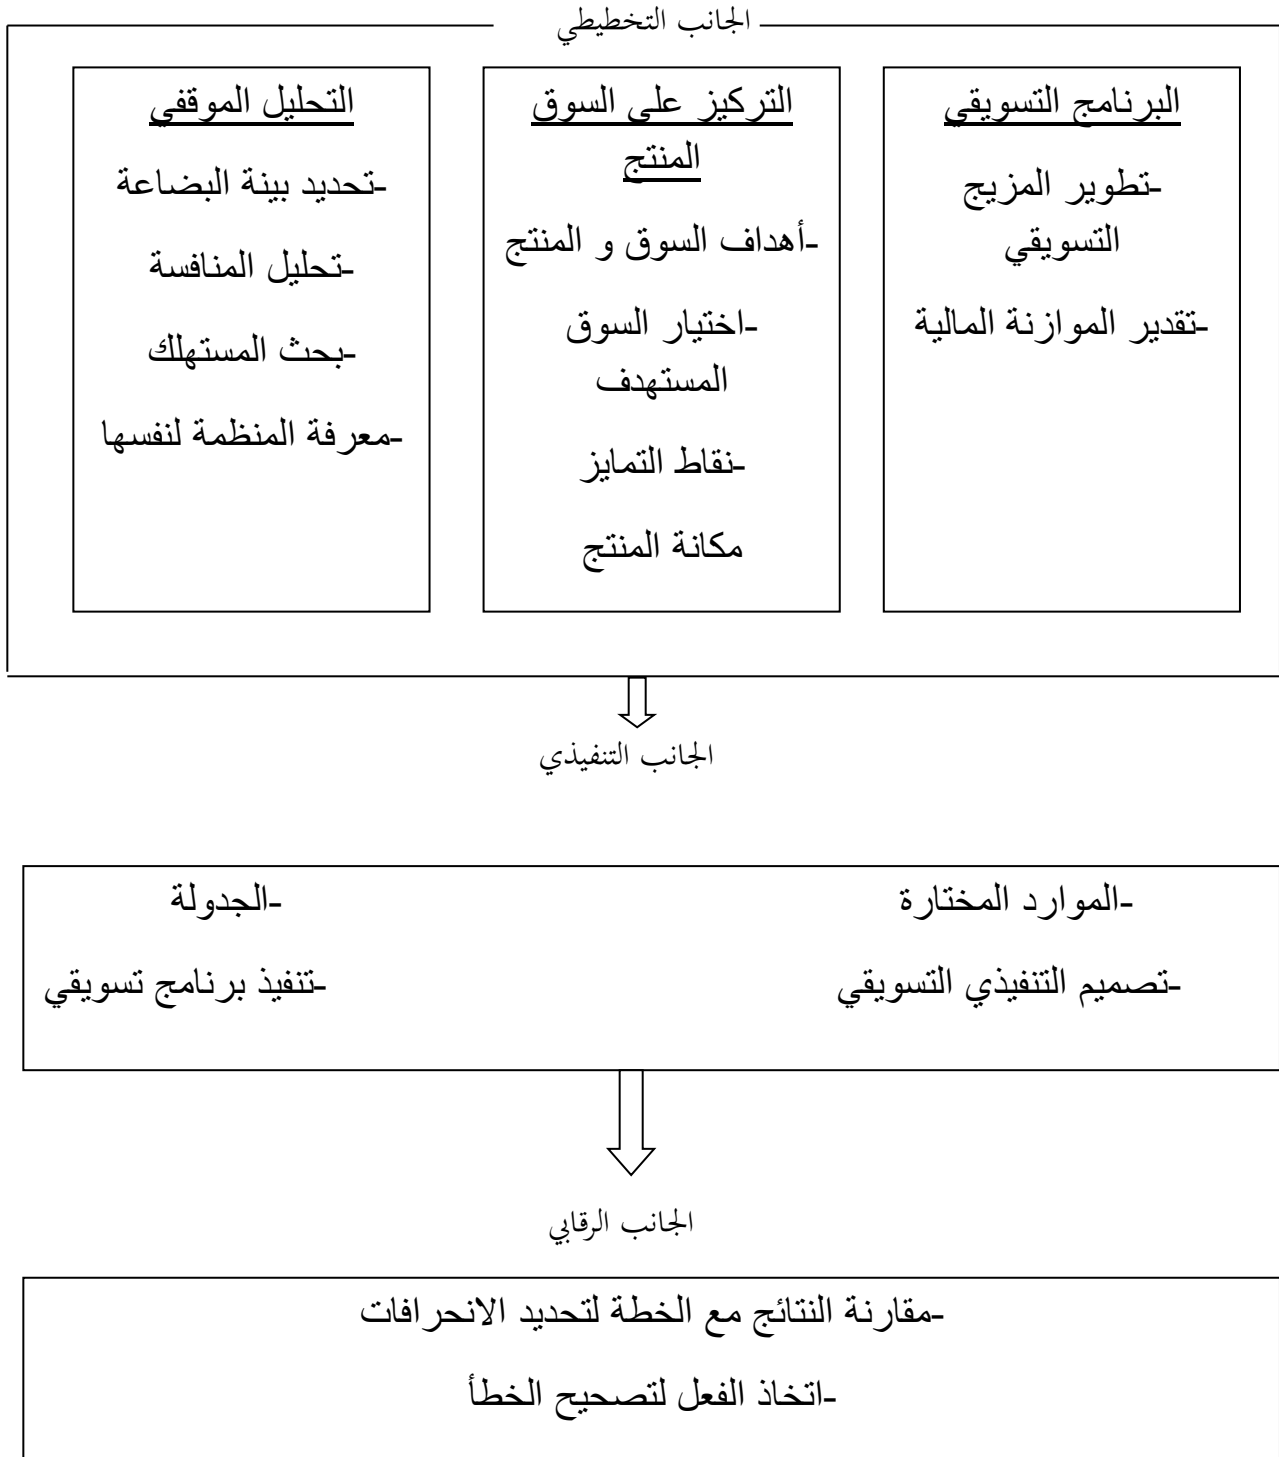 الجانب التخطيطي
البرنامج التسويقي
-تطوير المزيج
التسويقي
-تقدير الموازنة المالية
التركيز على السوق
المنتج
-أهداف السوق و المنتج
-اختيار السوق
المستهدف
-نقاط التمايز
مكانة المنتج
التحليل الموقفي
-تحديد بينة البضاعة
-تحليل المنافسة
-بحث المستهلك
-معرفة المنظمة لنفسها
الجانب التنفيذي
-الموارد المختارة
-الجدولة
-تصميم التنفيذي التسويقي
-تنفيذ برنامج تسويقي
الجانب الرقابي
-مقارنة النتائج مع الخطة لتحديد الانحرافات
-اتخاذ الفعل لتصحيح الخطأ